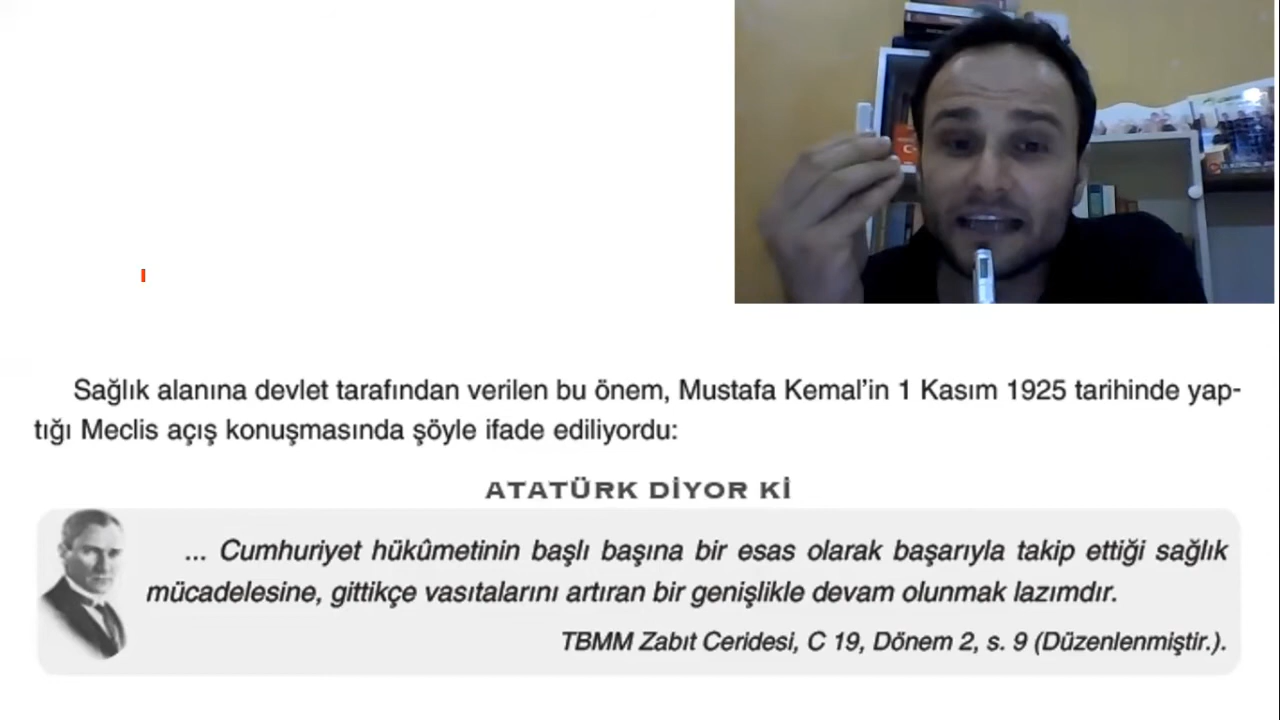 Sağlık alanına devlet tarafından verilen bu önem, Mustafa Kemal'in 1 Kasım 1925 tarihinde yap-
tığı Meclis açış konuşmasında şöyle ifade ediliyordu:
ATATÜRK DİYOR Kİ
... Cumhuriyet hükûmetinin başlı başına bir esas olarak başarıyla takip ettiği sağlık
mücadelesine, gittikçe vasıtalarını artıran bir genişlikle devam olunmak lazımdır.
TBMM Zabıt Ceridesi, C 19, Dönem 2, s. 9 (Düzenlenmiştir.).